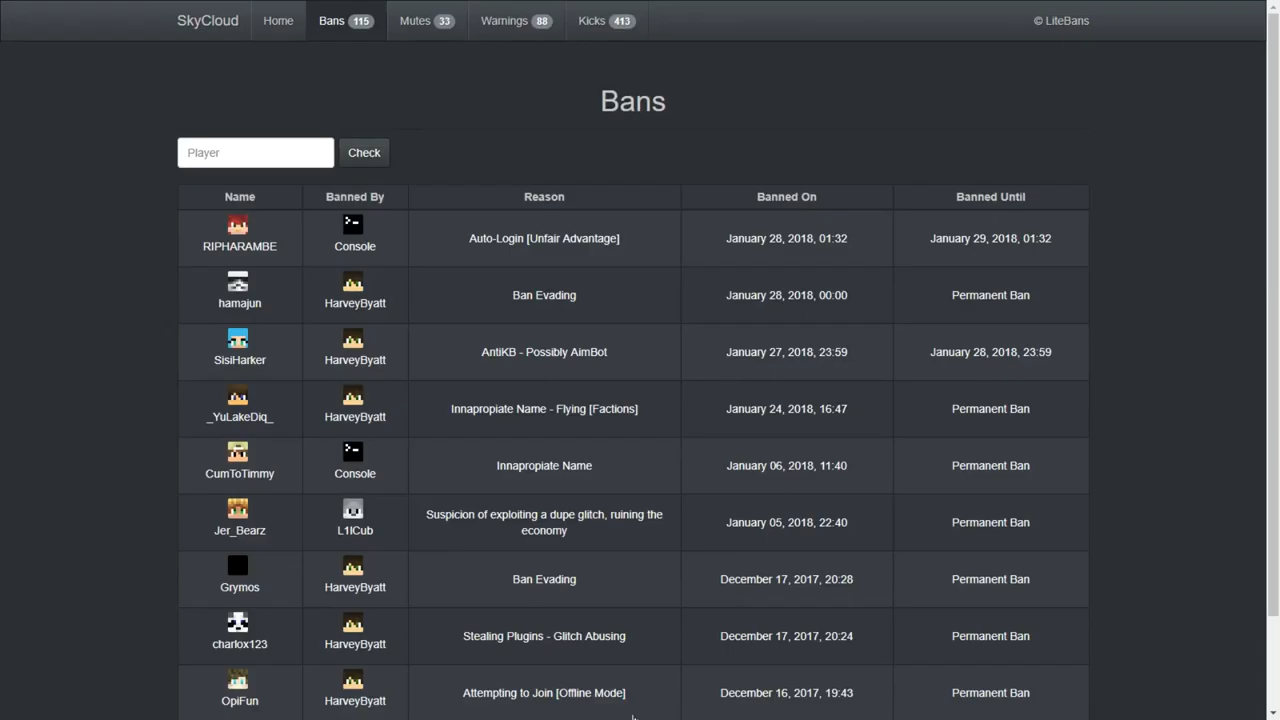 SkyCloud Home Bans 115 Mutes 33 Warnings 88 Kicks 413 © LiteBans
Bans
Player Check
Name Banned By Reason Banned On Banned Until
RIPHARAMBE Console Auto-Login [Unfair Advantage] January 28, 2018, 01:32 January 29, 2018, 01:32
hamajun HarveyByatt Ban Evading January 28, 2018, 00:00 Permanent Ban
SisiHarker HarveyByatt AntiKB - Possibly AimBot January 27, 2018, 23:59 January 28, 2018, 23:59
_YuLakeDiq_ HarveyByatt Innapropiate Name - Flying [Factions] January 24, 2018, 16:47 Permanent Ban
CumToTimmy Console Innapropiate Name January 06, 2018, 11:40 Permanent Ban
Jer_Bearz L1lCub Suspicion of exploiting a dupe glitch, ruining the
economy January 05, 2018, 22:40 Permanent Ban
Grymos HarveyByatt Ban Evading December 17, 2017, 20:28 Permanent Ban
charlox123 HarveyByatt Stealing Plugins - Glitch Abusing December 17, 2017, 20:24 Permanent Ban
OpiFun HarveyByatt Attempting to Join [Offline Mode] December 16, 2017, 19:43 Permanent Ban